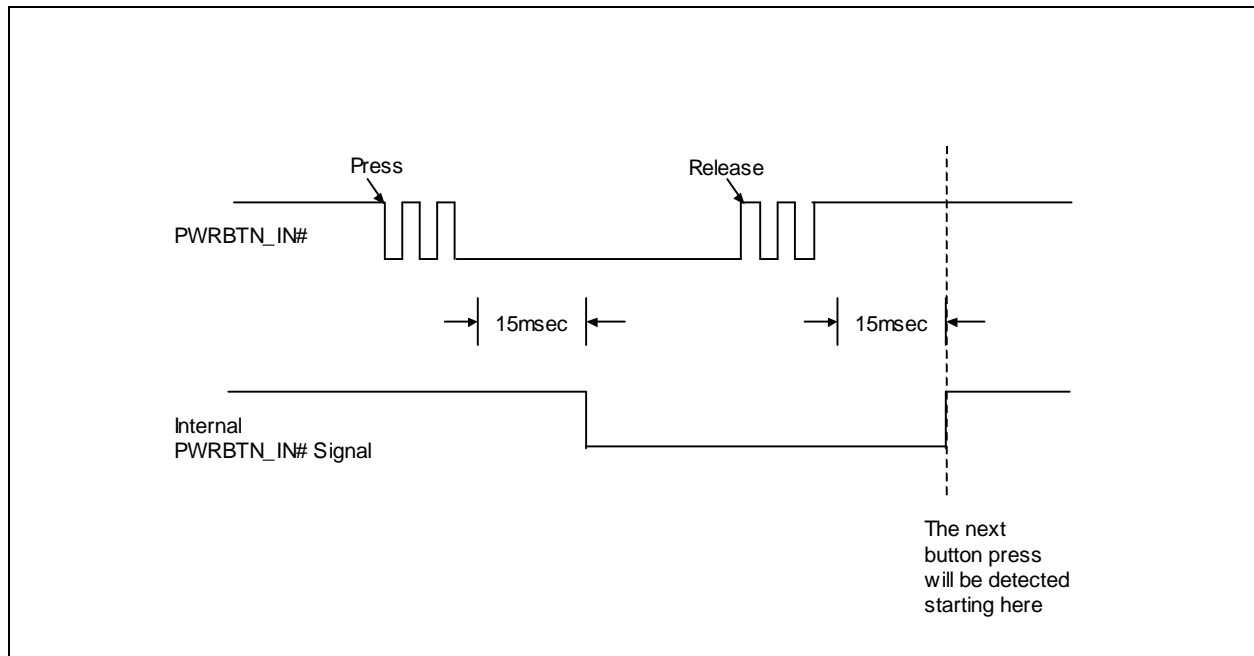 Press
Release
PWRBTN_IN#
15msec
15msec
Internal
PWRBTN_IN# Signal
The next
button press
will be detected
starting here